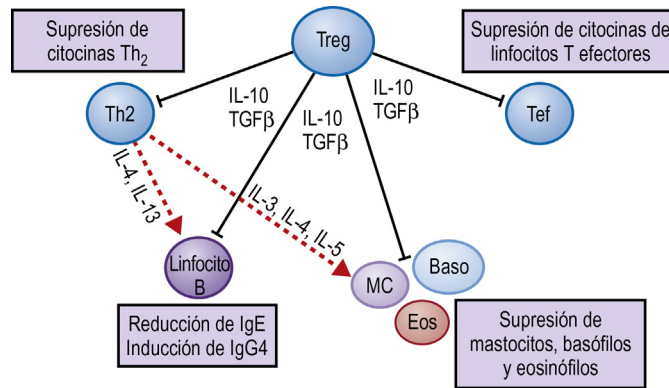 Supresión de
citocinas Th2
Treg
Supresión de citocinas de
linfocitos T efectores
Th2
IL-10
TGFβ
IL-10
TGFβ
IL-10
TGFβ
Tef
IL-4, IL-13
IL-3, IL-4, IL-5
Linfocito
B
MC
Baso
Eos
Reducción de IgE
Inducción de IgG4
Supresión de
mastocitos, basófilos
y eosinófilos